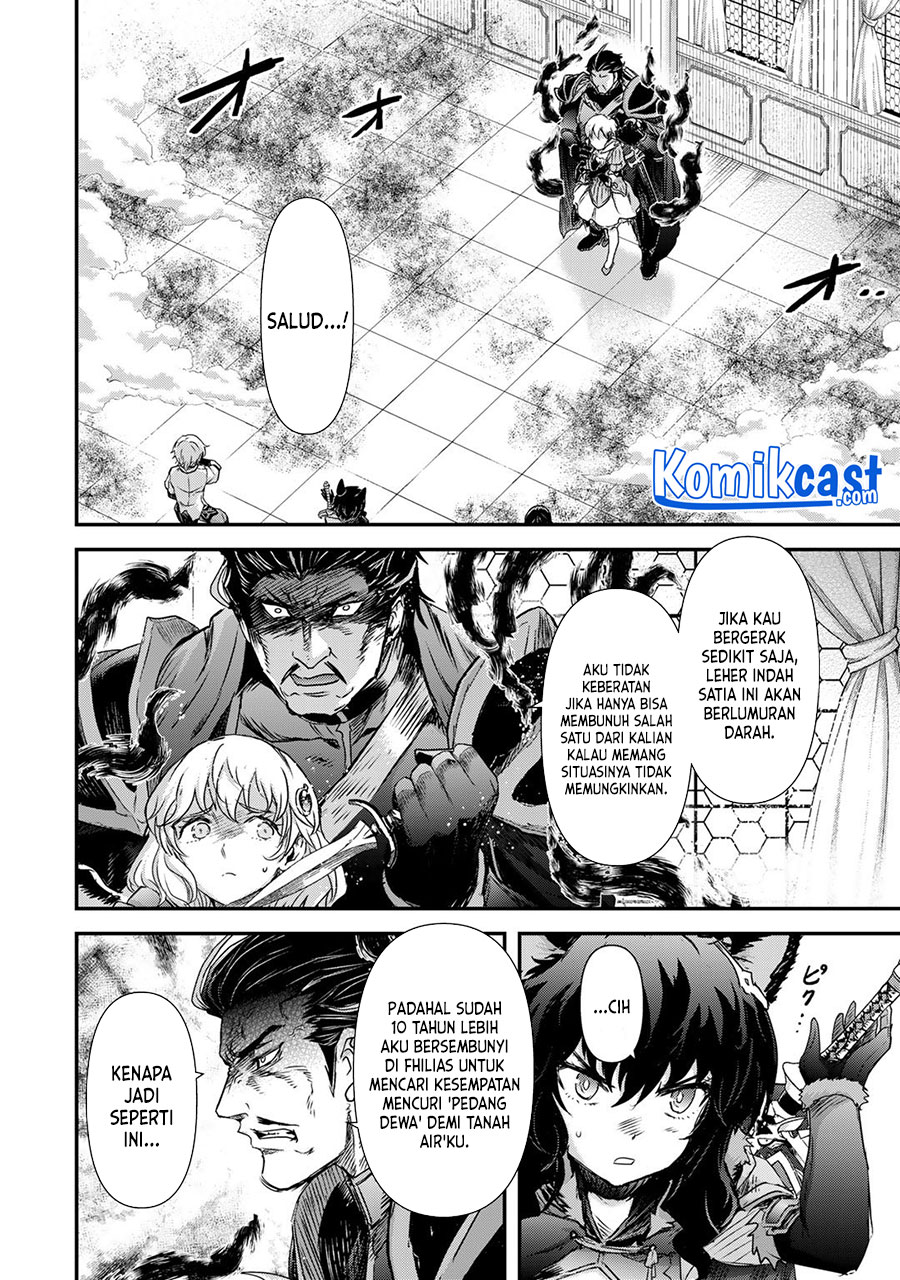 オオオ..
SALUD...!
Komikcast
.com
JIKA KAU
BERGERAK
SEDIKIT SAJA,
LEHER INDAH
SATIA INI AKAN
BERLUMURAN
DARAH.
AKU TIDAK
KEBERATAN
JIKA HANYA BISA
MEMBUNUH SALAH
SATU DARI KALIAN
KALAU MEMANG
SITUASINYA TIDAK
MEMUNGKINKAN.
...CIH
ピク..
PADAHAL SUDAH
10 TAHUN LEBIH
AKU BERSEMBUNYI
DI FHILIAS UNTUK
MENCARI KESEMPATAN
MENCURI 'PEDANG
DEWA' DEMI TANAH
AIR'KU.
KENAPA
JADI
SEPERTI
INI...